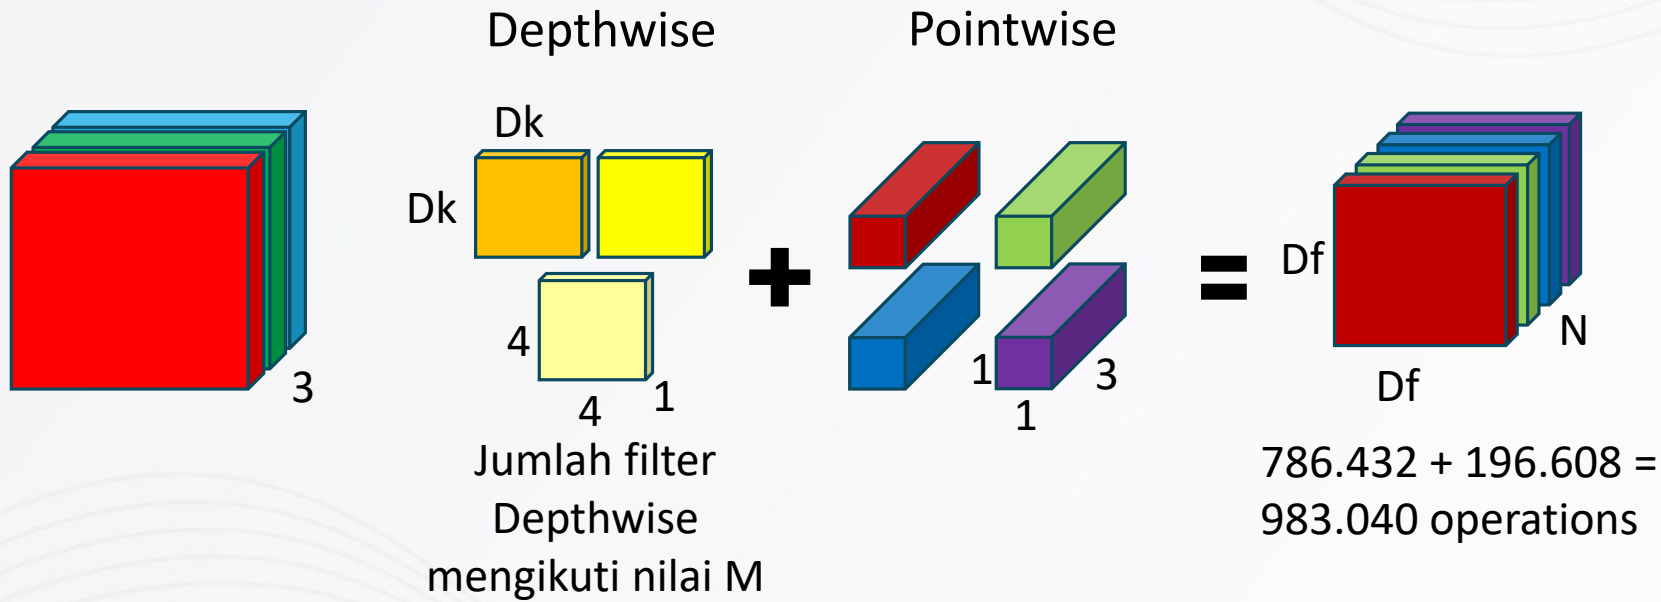 Depthwise
Pointwise
3
Dk
Dk
4
4
1
Jumlah filter
Depthwise
mengikuti nilai M
+
1
1
3
=
Df
Df
N
786.432 + 196.608 =
983.040 operations